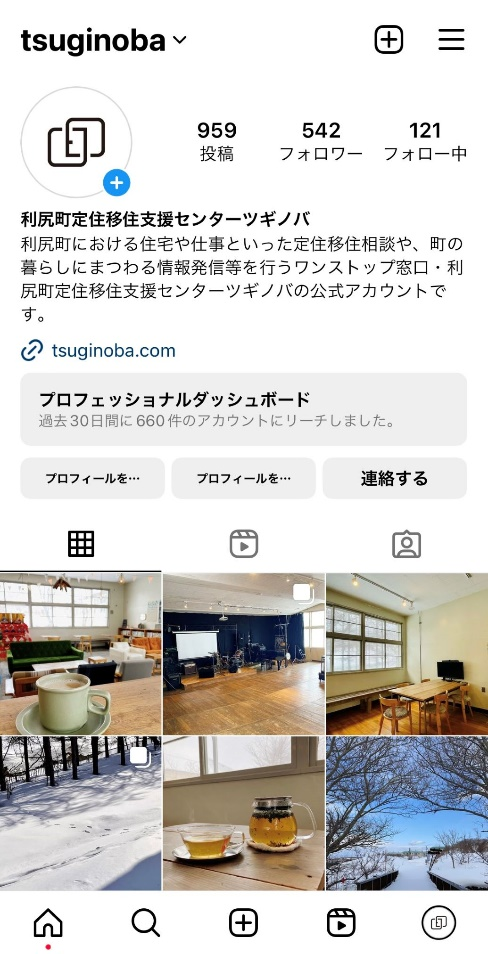 tsuginoba
959
542
121
投稿
フォロワー
フォロー中
利尻町定住移住支援センターツギノバ
利尻町における住宅や仕事といった定住移住相談や、町の
暮らしにまつわる情報発信等を行うワンストップ窓口・利
尻町定住移住支援センターツギノバの公式アカウントで
す。
tsuginoba.com
プロフェッショナルダッシュボード
過去30日間に660件のアカウントにリーチしました。
プロフィールを…
プロフィールを…
連絡する